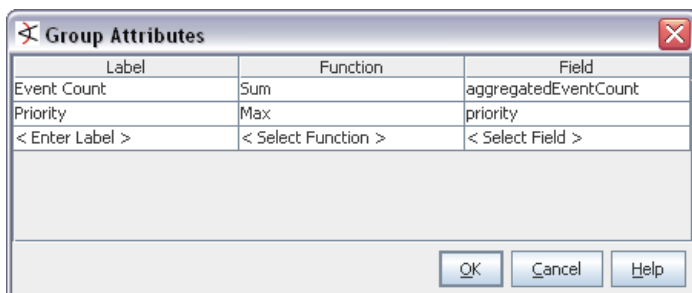 Group Attributes
Label Function Field
Event Count Sum aggregatedEventCount
Priority Max priority
< Enter Label > < Select Function > < Select Field >
OK Cancel Help